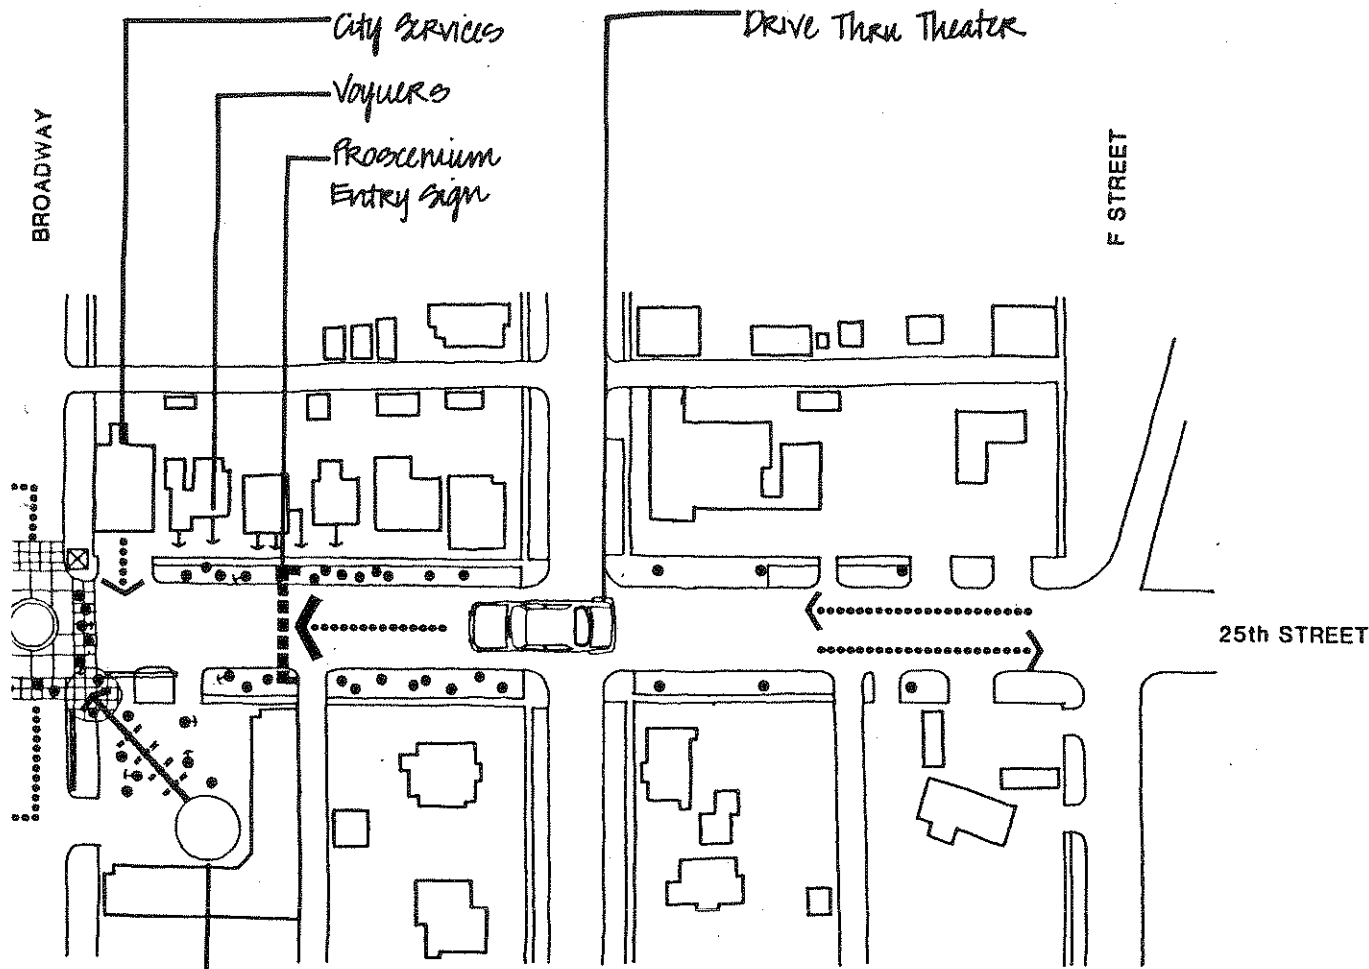 City Services
Drive Thru Theater
Voyuers
Proscenium
Entry Sign
BROADWAY
F STREET
25th STREET